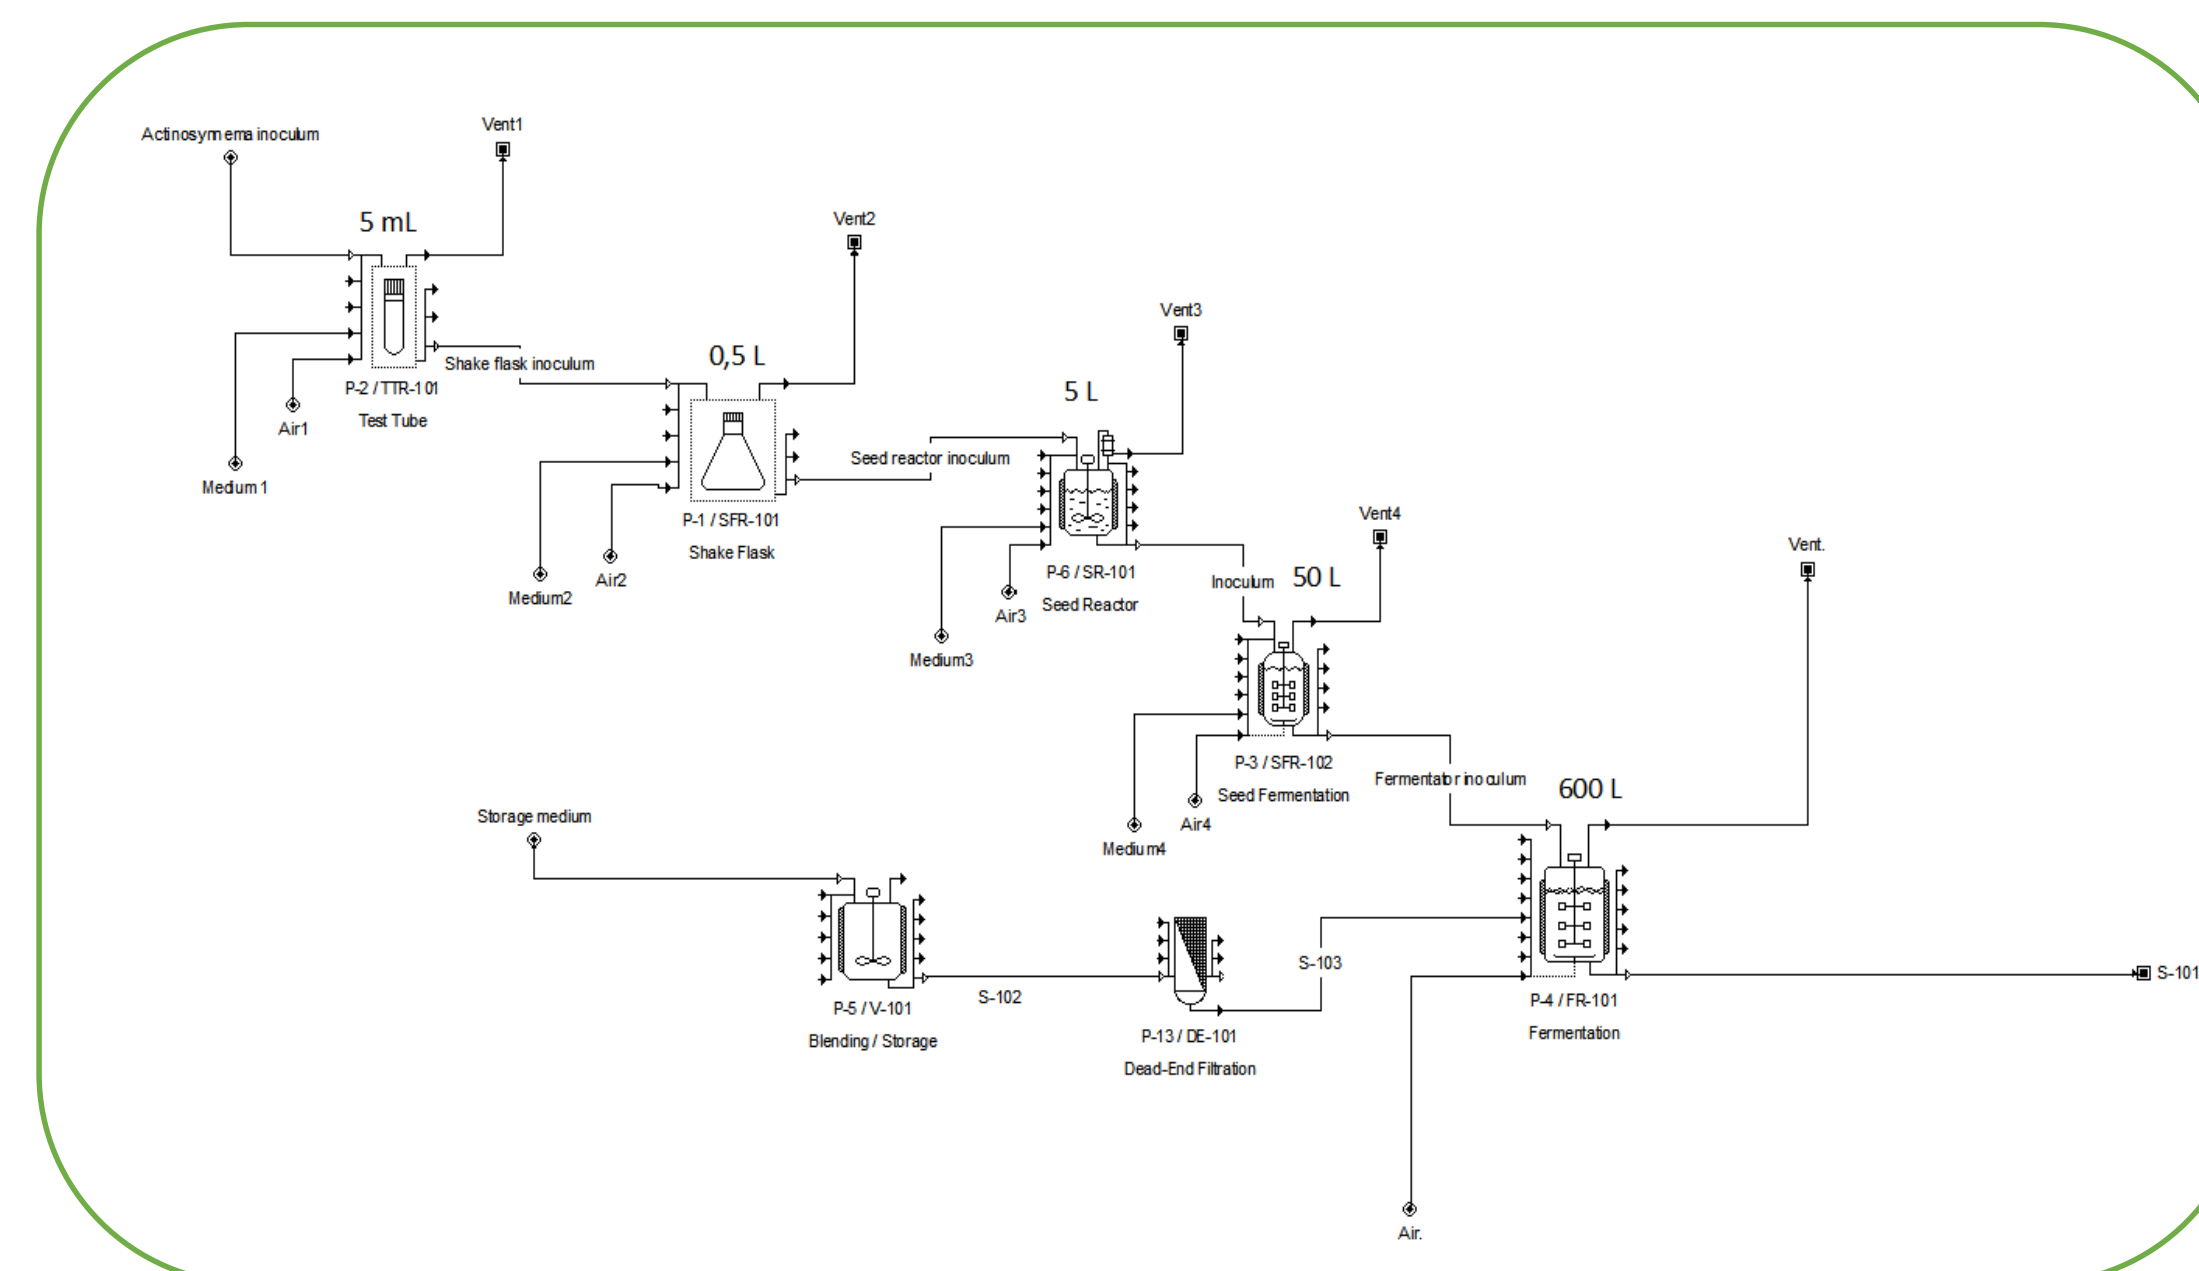 Actinosynnema inoculum
Vent1
5 mL
Shake flask inoculum
P-2 / TTR-101
Test Tube
Air1
Medium 1
Vent2
0,5 L
Seed reactor inoculum
P-1 / SFR-101
Shake Flask
Air2
Medium2
Vent3
5 L
P-6 / SR-101
Seed Reactor
Air3
Medium3
Inoculum
Vent4
50 L
P-3 / SFR-102
Seed Fermentation
Air4
Medium4
Fermentator inoculum
Vent.
600 L
P-4 / FR-101
Fermentation
S-101
Storage medium
P-5 / V-101
Blending / Storage
S-102
P-13 / DE-101
Dead-End Filtration
S-103
Air.